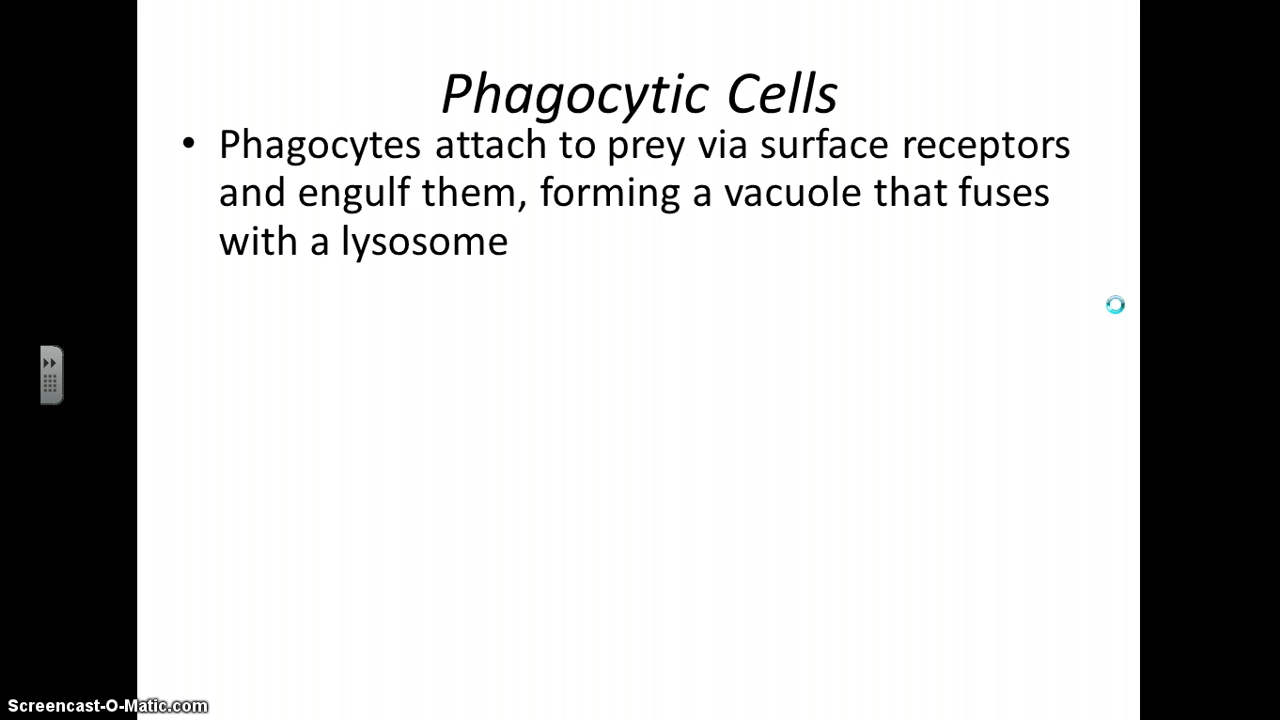 Phagocytic Cells
• Phagocytes attach to prey via surface receptors
and engulf them, forming a vacuole that fuses
with a lysosome
Screencast-O-Matic.com